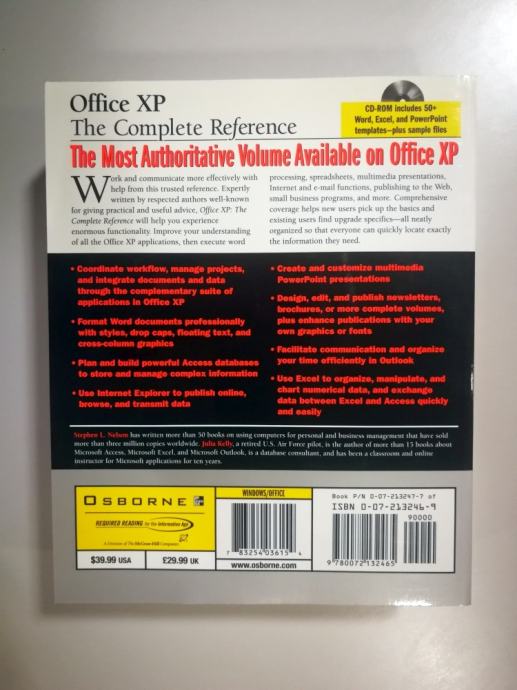 Office XP
The Complete Reference
CD-ROM includes 50+
Word, Excel, and PowerPoint
templates–plus sample files
The Most Authoritative Volume Available on Office XP
Work and communicate more effectively with
help from this trusted reference. Expertly
written by respected authors well-known
for giving practical and useful advice, Office XP: The
Complete Reference will help you experience
enormous functionality. Improve your understanding
of all the Office XP applications, then execute word
processing, spreadsheets, multimedia presentations,
Internet and e-mail functions, publishing to the Web,
small business programs, and more. Comprehensive
coverage helps new users pick up the basics and
existing users find upgrade specifics—all neatly
organized so that everyone can quickly locate exactly
the information they need.
• Coordinate workflow, manage projects,
and integrate documents and data
through the complementary suite of
applications in Office XP
• Format Word documents professionally
with styles, drop caps, floating text, and
cross-column graphics
• Plan and build powerful Access databases
to store and manage complex information
• Use Internet Explorer to publish online,
browse, and transmit data
• Create and customize multimedia
PowerPoint presentations
• Design, edit, and publish newsletters,
brochures, or more complete volumes,
plus enhance publications with your
own graphics or fonts
• Facilitate communication and organize
your time efficiently in Outlook
• Use Excel to organize, manipulate, and
chart numerical data, and exchange
data between Excel and Access quickly
and easily
Stephen L. Nelson has written more than 50 books on using computers for personal and business management that have sold
more than three million copies worldwide. Julia Kelly, a retired U.S. Air Force pilot, is the author of more than 15 books about
Microsoft Access, Microsoft Excel, and Microsoft Outlook, is a database consultant, and has been a classroom and online
instructor for Microsoft applications for ten years.
OSBORNE
REQUIRED READING for the Information Age
A Division of The McGraw-Hill Companies
$39.99 USA
£29.99 UK
WINDOWS/OFFICE
7 83254 03615 4
www.osborne.com
Book P/N 0-07-213247-7 of
ISBN 0-07-213246-9
90000
9 780072 132465